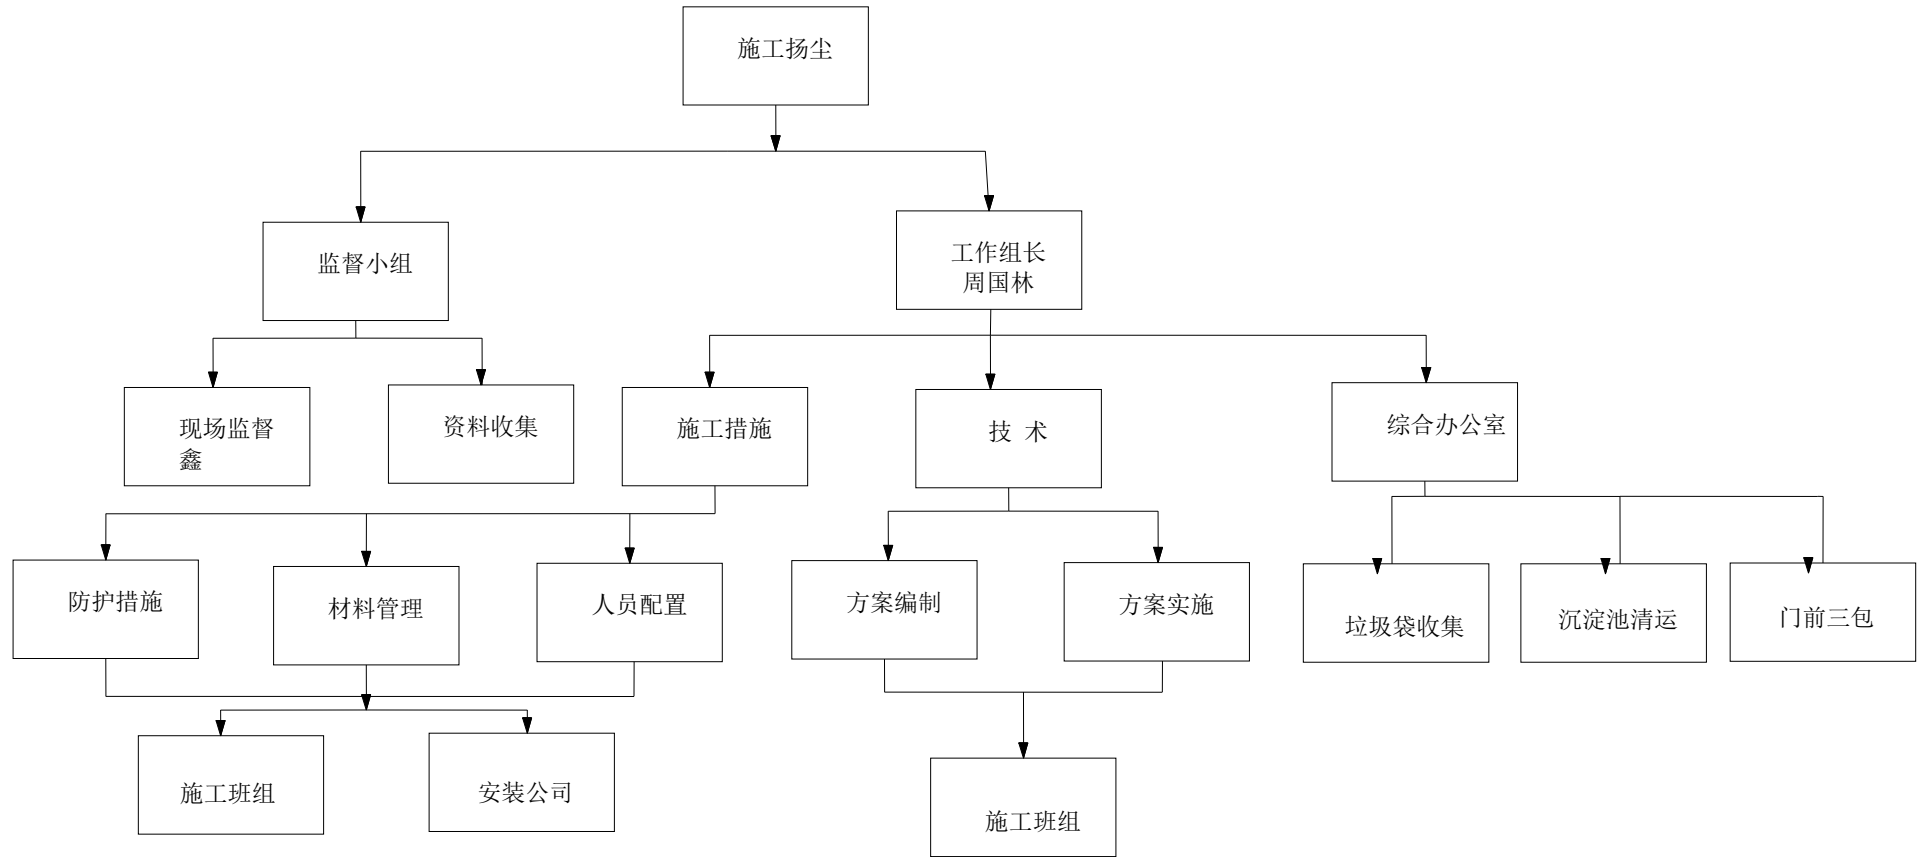 施工扬尘
监督小组
工作组长
周国林
现场监督
鑫
资料收集
施工措施
技 术
综合办公室
防护措施
材料管理
人员配置
方案编制
方案实施
垃圾袋收集
沉淀池清运
门前三包
施工班组
安装公司
施工班组